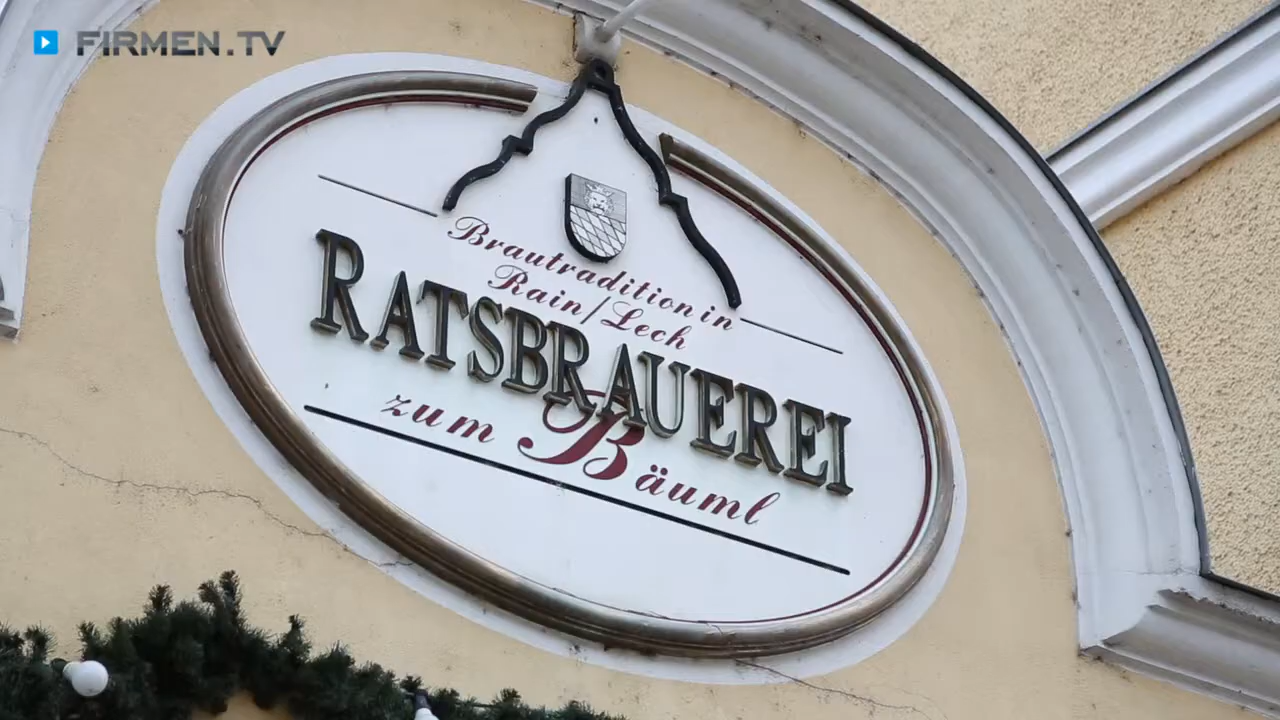 FIRMEN.TV
Brautradition in
Rain/Lech
RATSBRAUEREI
zum Bäuml